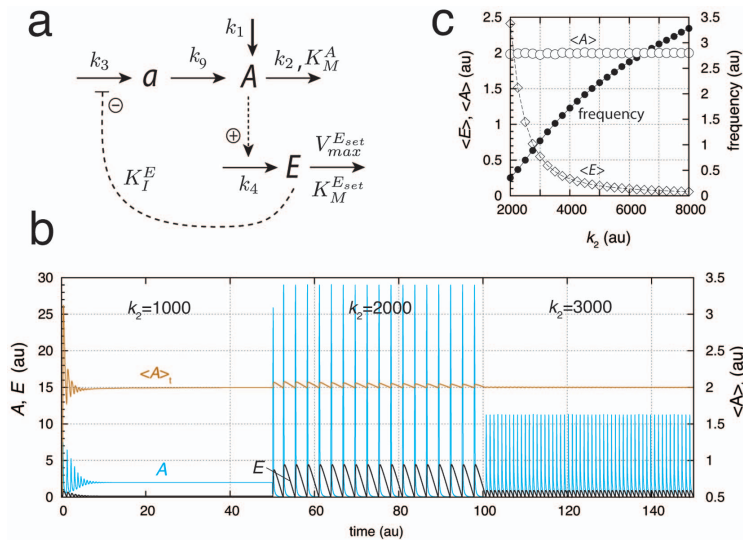 a
k₁
k₃ a k₉ A k₂, K_M^A
⊖
⊕
K_I^E
k₄ E V_max^{E_set}
K_M^{E_set}
c
<E>, <A> (au)
2.5
2
1.5
1
0.5
0
3.5
3
2.5
2
1.5
1
0.5
0
frequency (au)
<A>
frequency
<E>
2000 4000 6000 8000
k₂ (au)
b
A, E (au)
30
25
20
15
10
5
0
k₂=1000 k₂=2000 k₂=3000
<A>t
A
E
3.5
3
2.5
2
1.5
1
0.5
<A>t (au)
0 20 40 60 80 100 120 140
time (au)